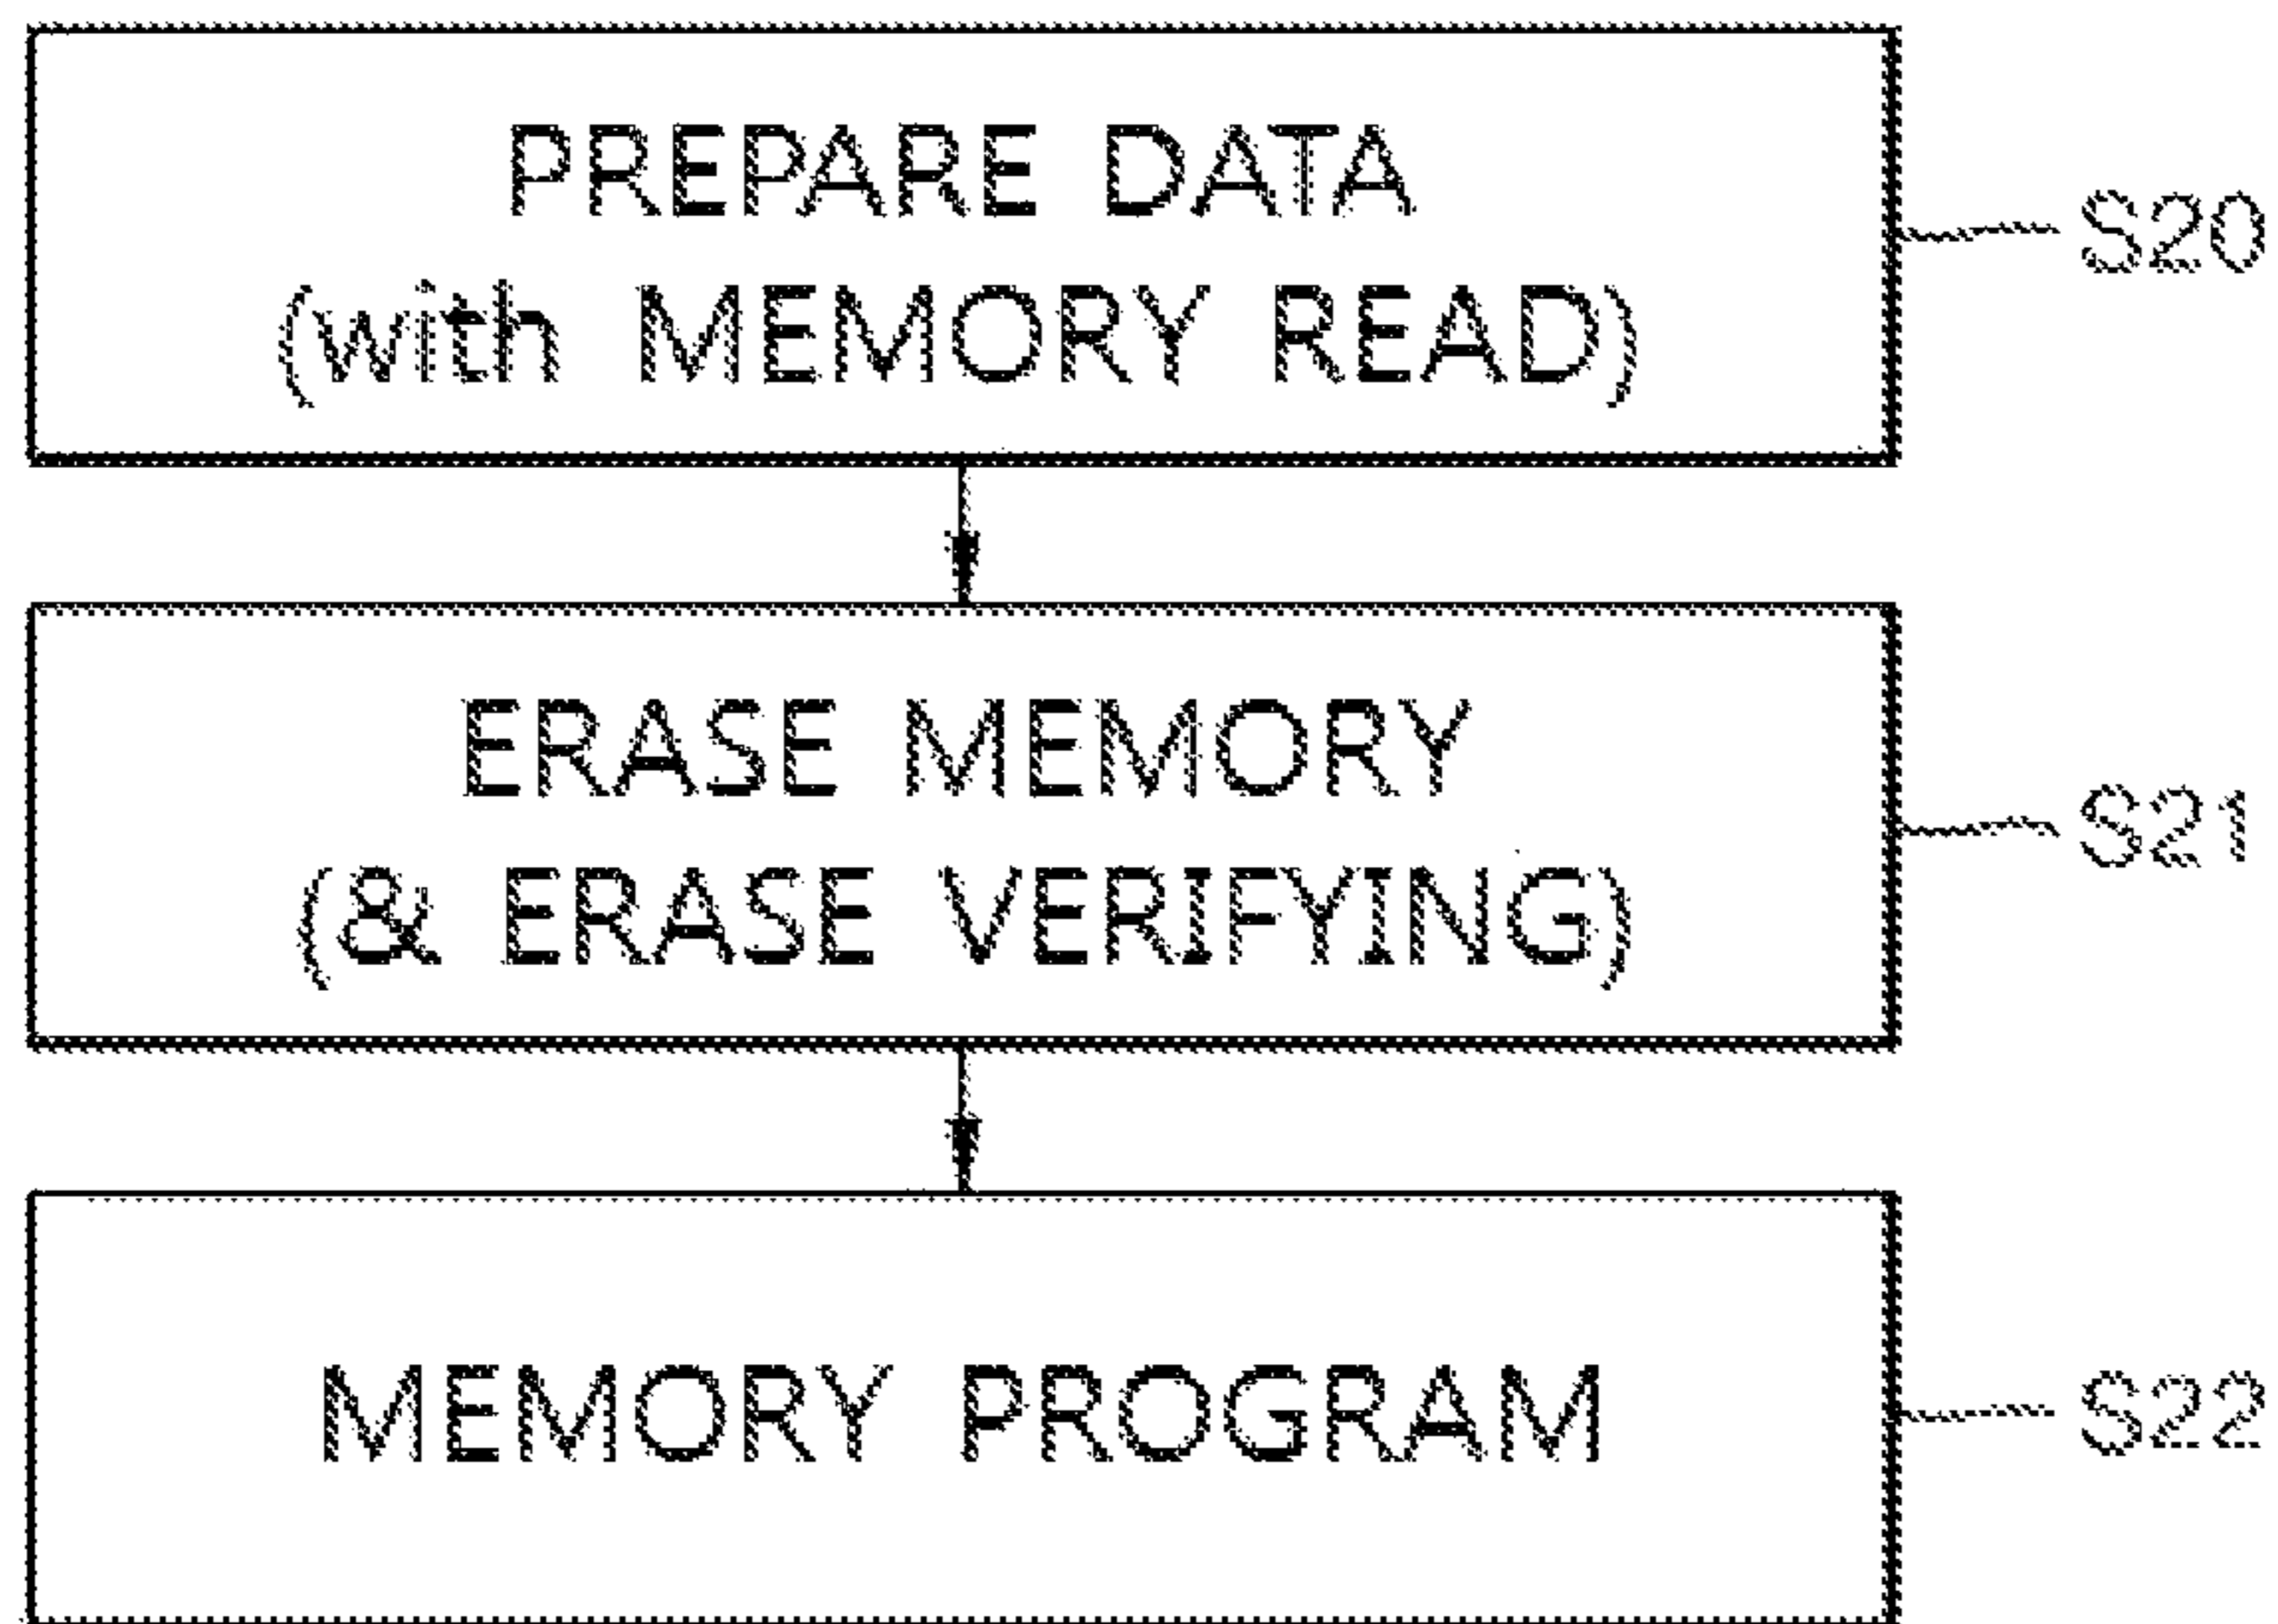 PREPARE DATA
(with MEMORY READ)
S20
ERASE MEMORY
(& ERASE VERIFYING)
S21
MEMORY PROGRAM
S22